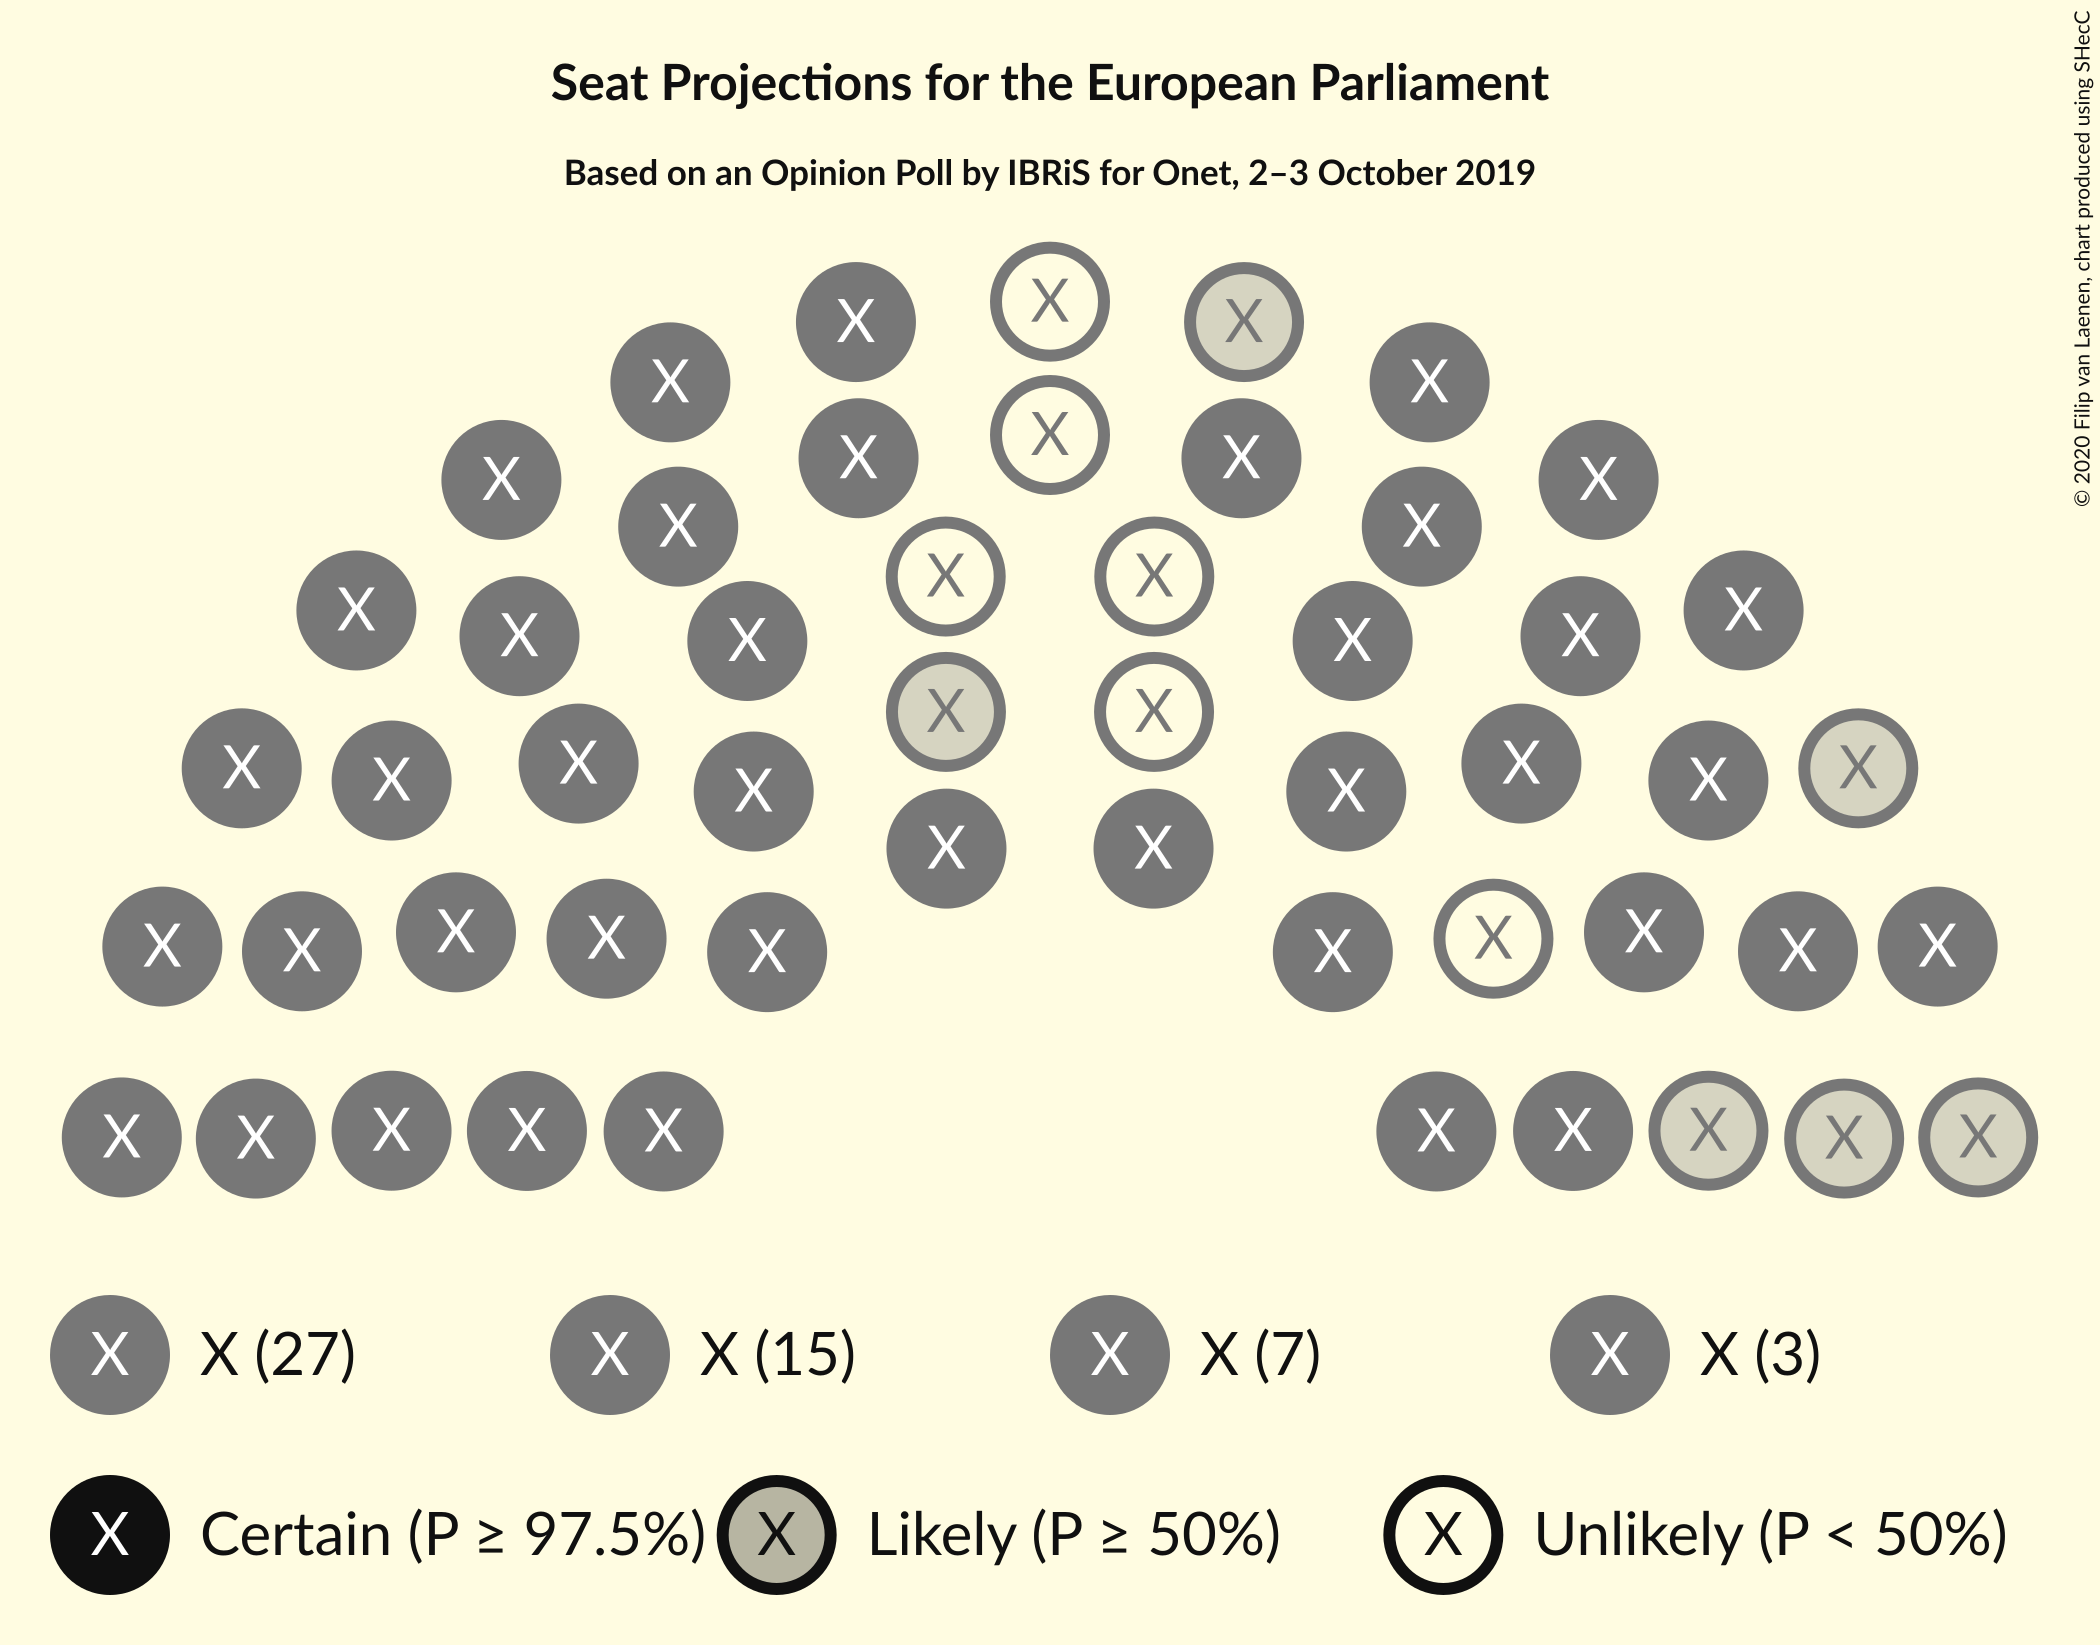 Seat Projections for the European Parliament
Based on an Opinion Poll by IBRiS for Onet, 2–3 October 2019
© 2020 Filip van Laenen, chart produced using SHecC
X X X
X X
X X X
X X
X X
X X
X X
X X X X
X X
X X
X X
X X X X
X X
X X
X X
X X X X
X X
X X X X
X X X X
X X X X X X X X X X
X X (27) X X (15) X X (7) X X (3)
X Certain (P ≥ 97.5%) X Likely (P ≥ 50%) X Unlikely (P < 50%)